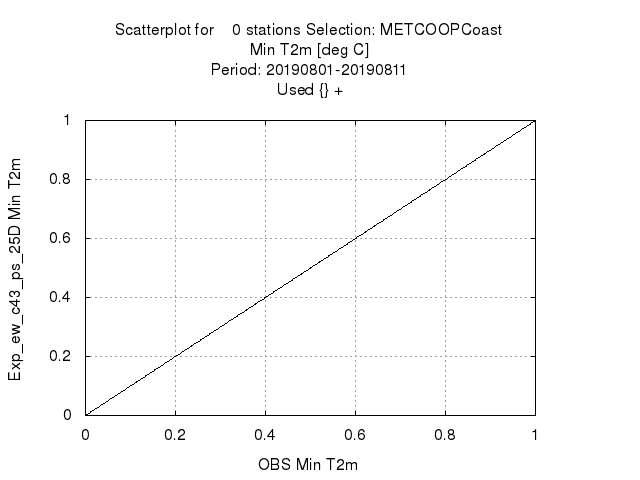 Scatterplot for    0 stations Selection: METCOOPCoast
Min T2m [deg C]
Period: 20190801-20190811
Used {} +
Exp_ew_c43_ps_25D Min T2m
1
0.8
0.6
0.4
0.2
0
0 0.2 0.4 0.6 0.8 1
OBS Min T2m